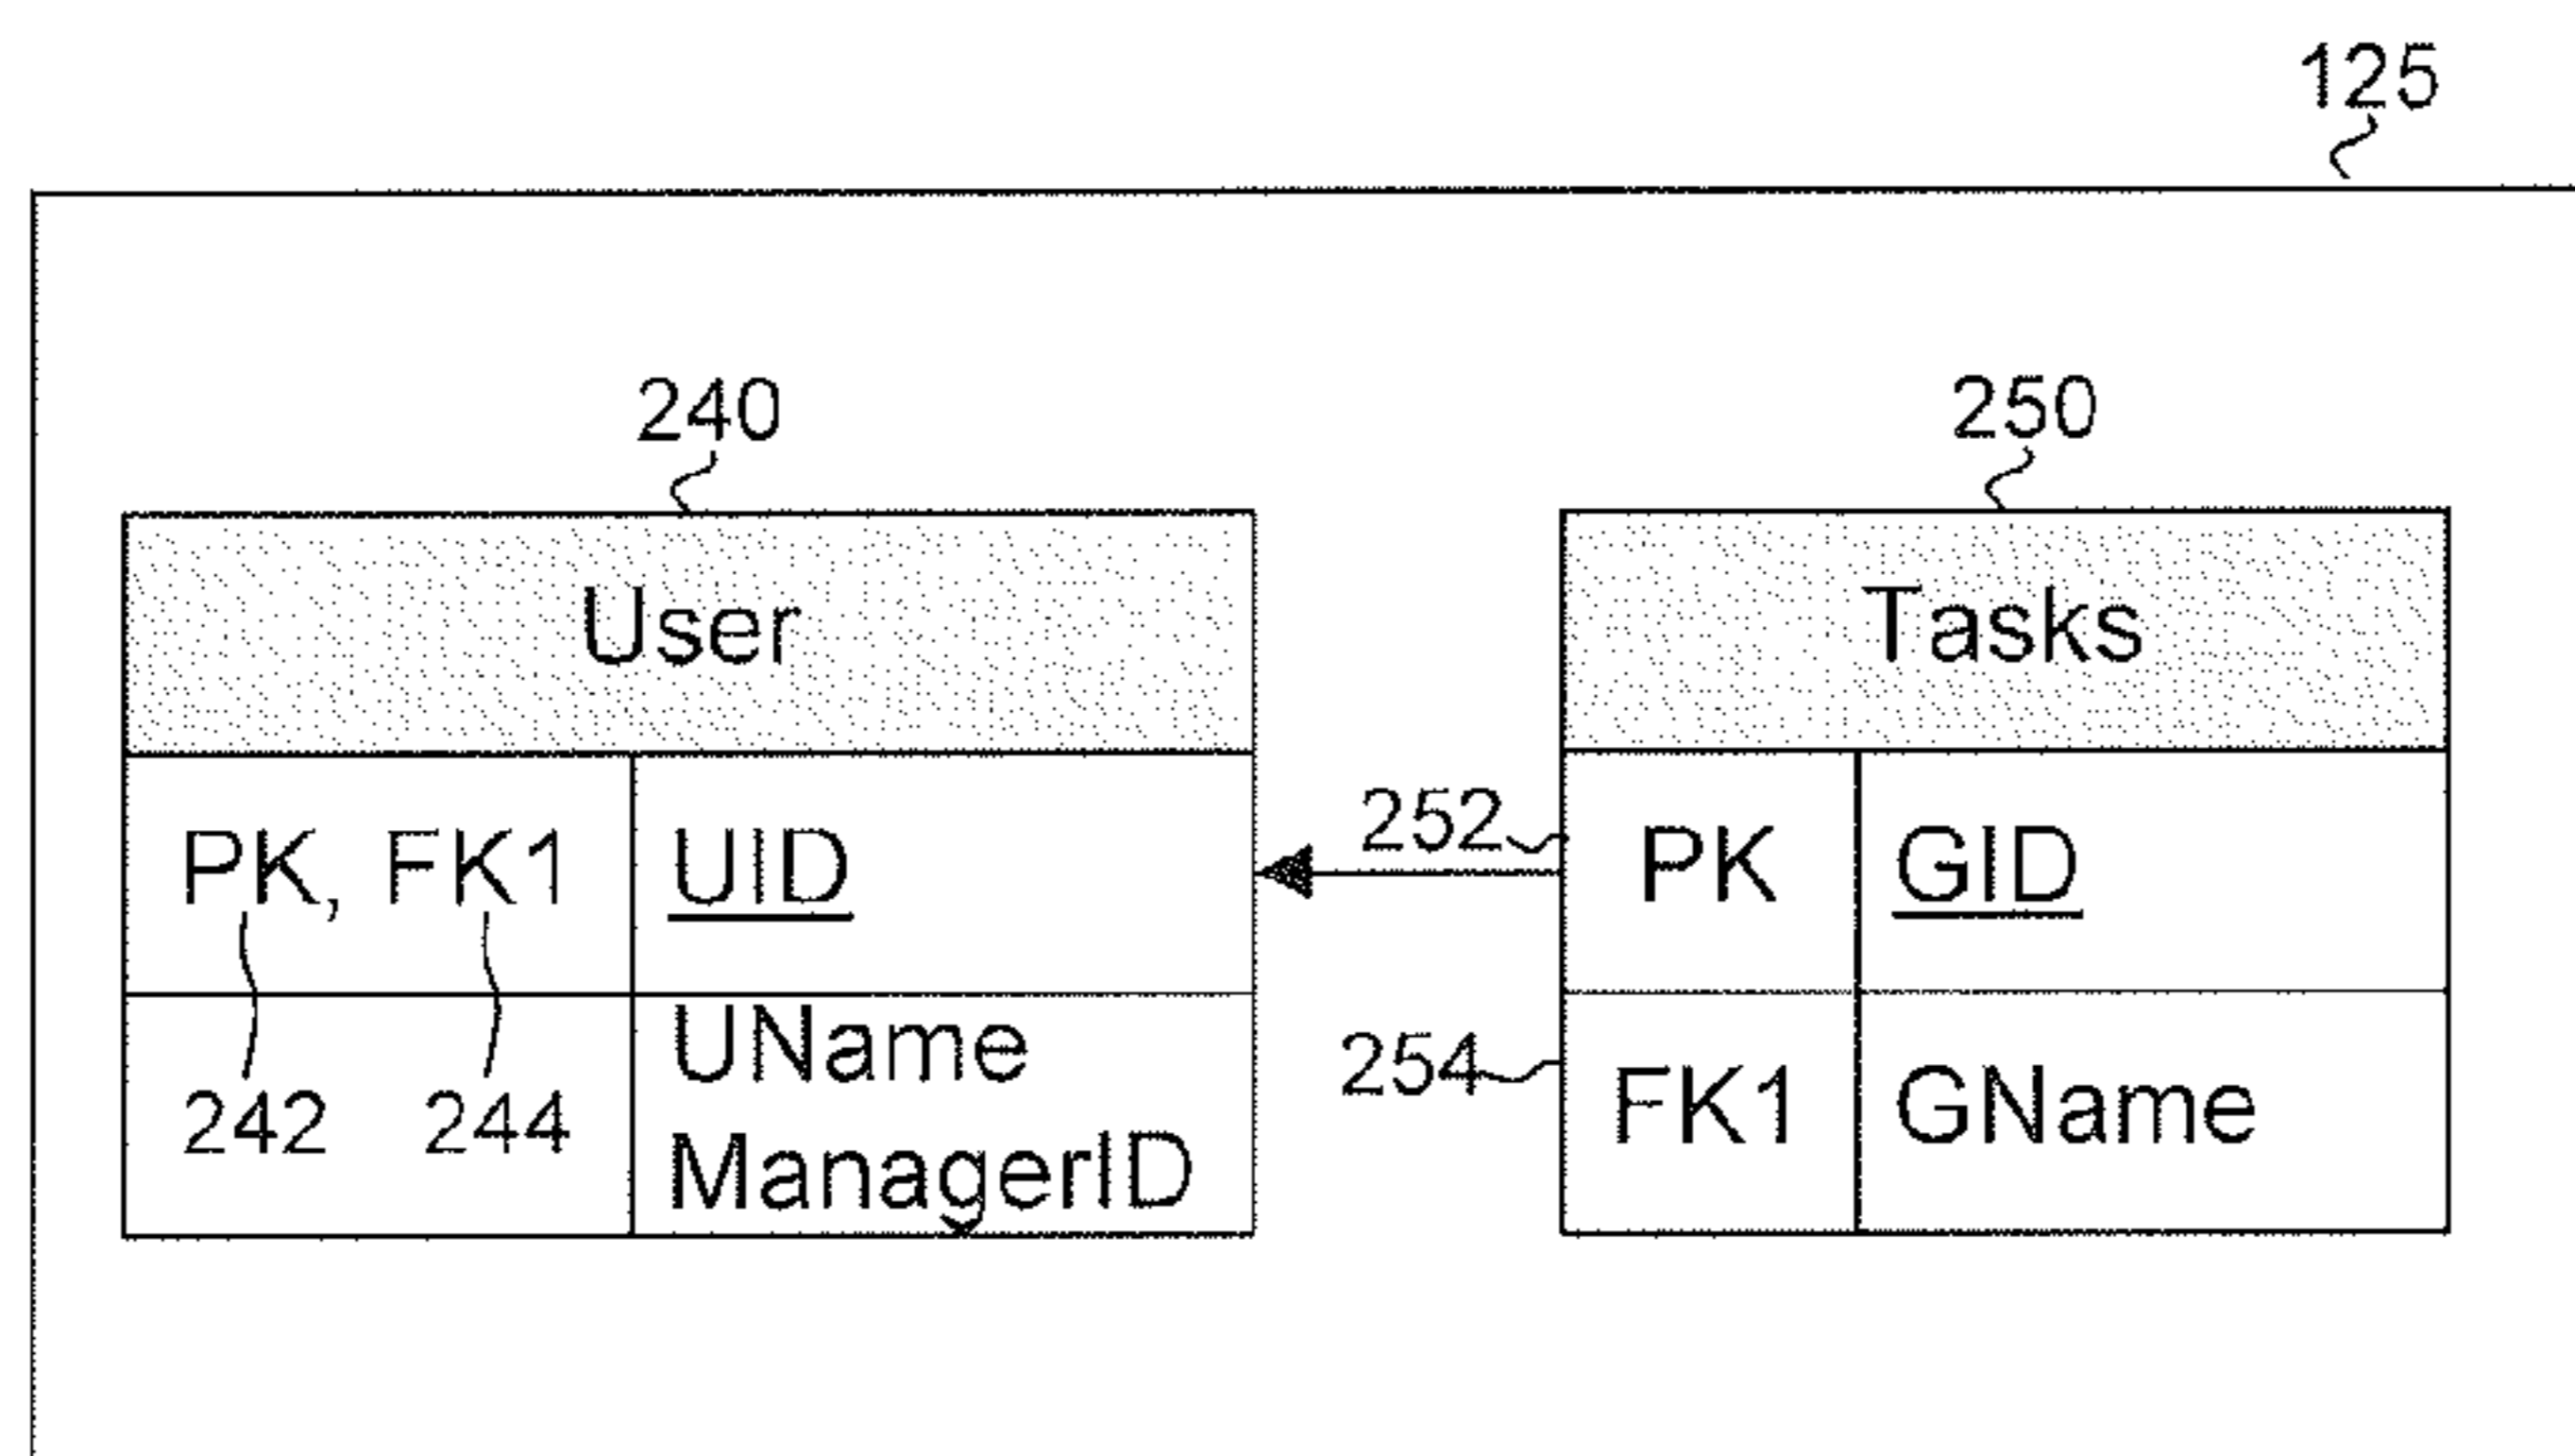 125
240 250
User Tasks
252
PK, FK1 UID PK GID
UName
254
FK1 GName
242 244
ManagerID